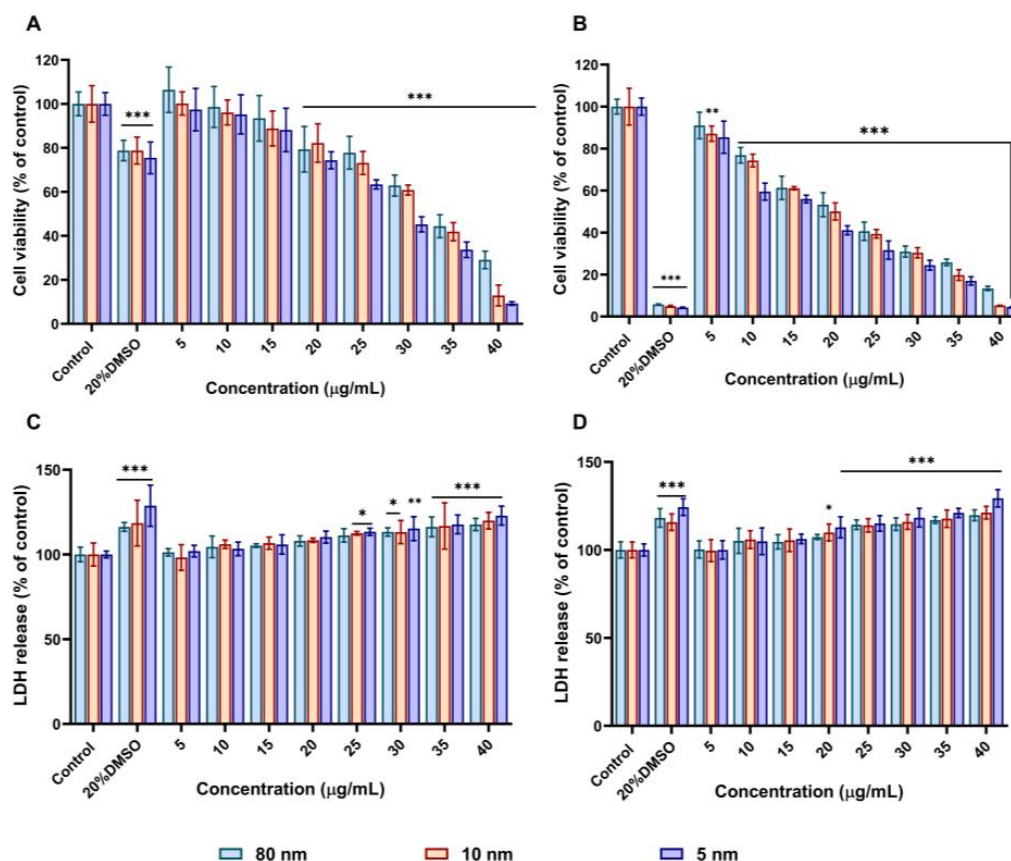 A
Cell viability (% of control)
120
100
80
60
40
20
0
***
***
Control
20%DMSO
5
10
15
20
25
30
35
40
Concentration (μg/mL)
B
Cell viability (% of control)
120
100
80
60
40
20
0
***
**
***
Control
20%DMSO
5
10
15
20
25
30
35
40
Concentration (μg/mL)
C
LDH release (% of control)
150
100
50
0
***
*
*
**
***
Control
20%DMSO
5
10
15
20
25
30
35
40
Concentration (μg/mL)
D
LDH release (% of control)
150
100
50
0
***
*
***
Control
20%DMSO
5
10
15
20
25
30
35
40
Concentration (μg/mL)
80 nm
10 nm
5 nm